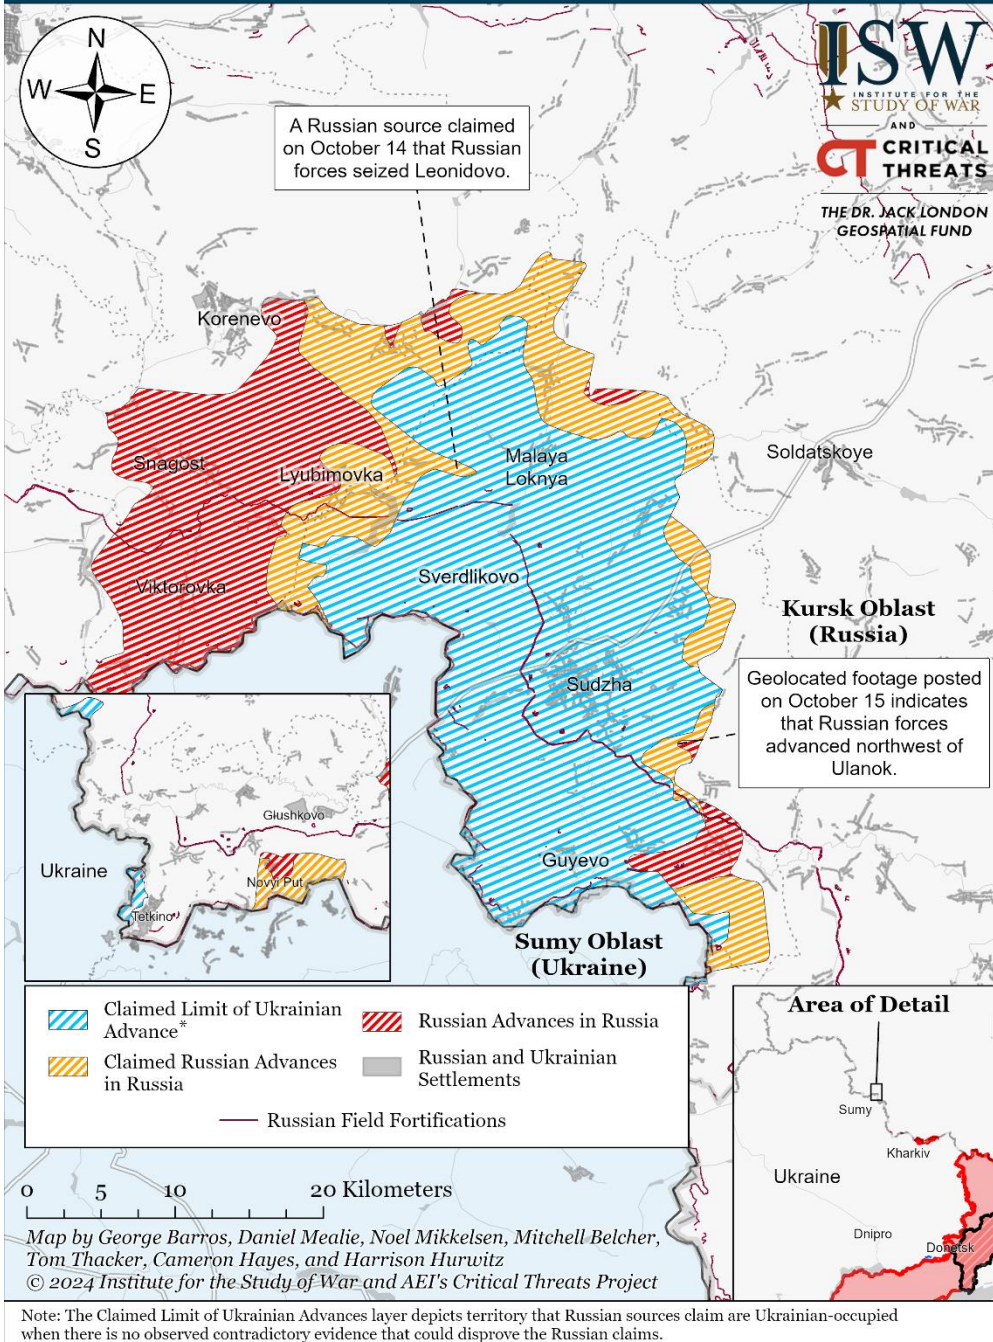 N
W
E
S
ISW
INSTITUTE FOR THE
STUDY OF WAR
AND
CT CRITICAL
THREATS
THE DR. JACK LONDON
GEOSPATIAL FUND
A Russian source claimed
on October 14 that Russian
forces seized Leonidovo.
Korenevo
Snagost
Lyubimovka
Malaya
Loknya
Soldatskoye
Viktorovka
Sverdlikovo
Kursk Oblast
(Russia)
Sudzha
Geolocated footage posted
on October 15 indicates
that Russian forces
advanced northwest of
Ulanok.
Guyevo
Sumy Oblast
(Ukraine)
Glushkovo
Ukraine
Novyi Put
Tetkino
Claimed Limit of Ukrainian
Advance*
Claimed Russian Advances
in Russia
Russian Advances in Russia
Russian and Ukrainian
Settlements
Russian Field Fortifications
Area of Detail
Sumy
Kharkiv
Ukraine
Dnipro
Donetsk
0 5 10 20 Kilometers
Map by George Barros, Daniel Mealie, Noel Mikkelsen, Mitchell Belcher,
Tom Thacker, Cameron Hayes, and Harrison Hurwitz
© 2024 Institute for the Study of War and AEI's Critical Threats Project
Note: The Claimed Limit of Ukrainian Advances layer depicts territory that Russian sources claim are Ukrainian-occupied
when there is no observed contradictory evidence that could disprove the Russian claims.